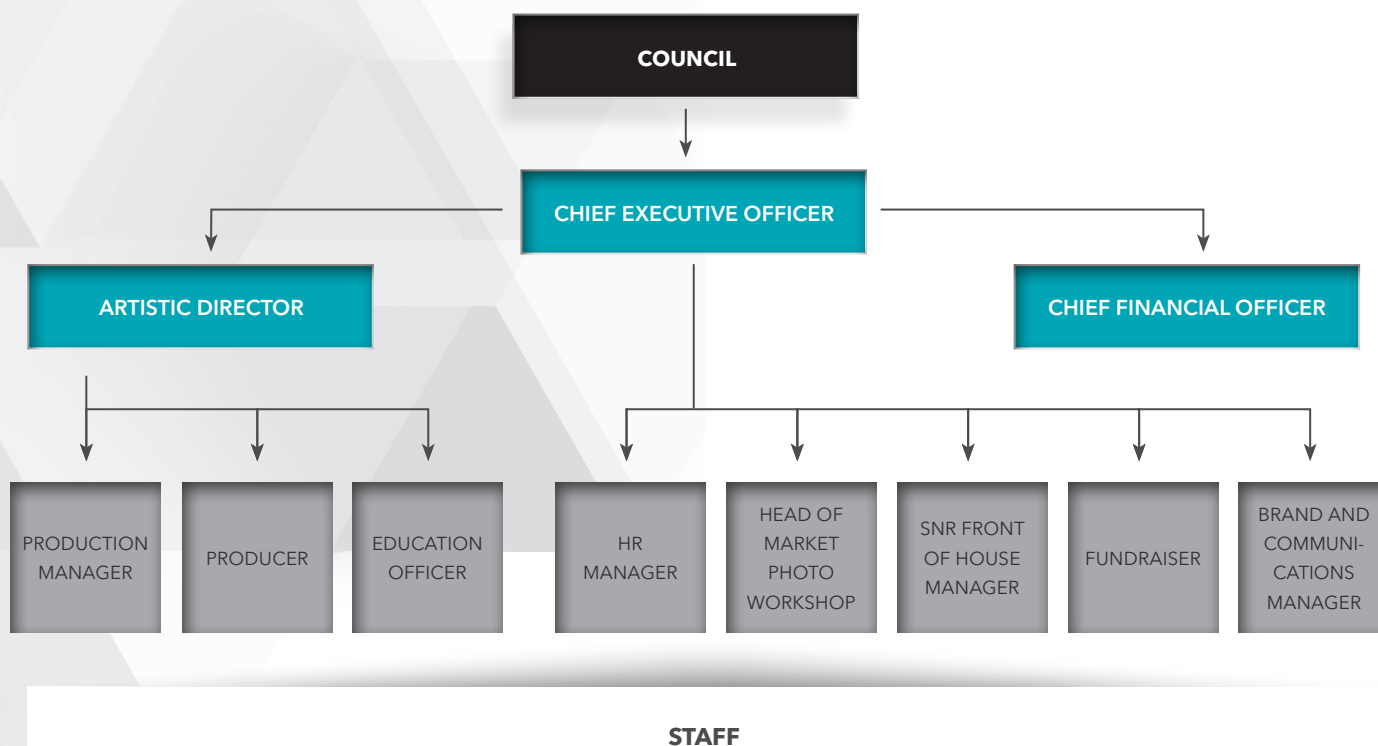 COUNCIL
CHIEF EXECUTIVE OFFICER
ARTISTIC DIRECTOR
CHIEF FINANCIAL OFFICER
PRODUCTION
MANAGER
PRODUCER
EDUCATION
OFFICER
HR
MANAGER
HEAD OF
MARKET
PHOTO
WORKSHOP
SNR FRONT
OF HOUSE
MANAGER
FUNDRAISER
BRAND AND
COMMUNI-
CATIONS
MANAGER
STAFF